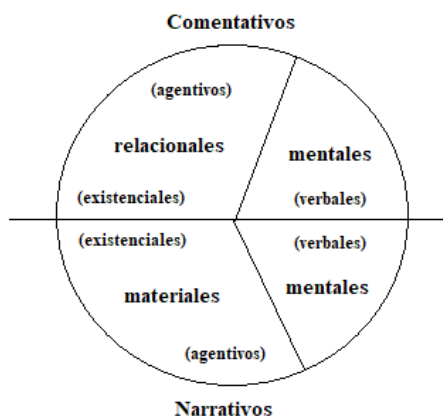 Comentativos
(agentivos)
relacionales
mentales
(existenciales)
(verbales)
(existenciales)
(verbales)
materiales
mentales
(agentivos)
Narrativos